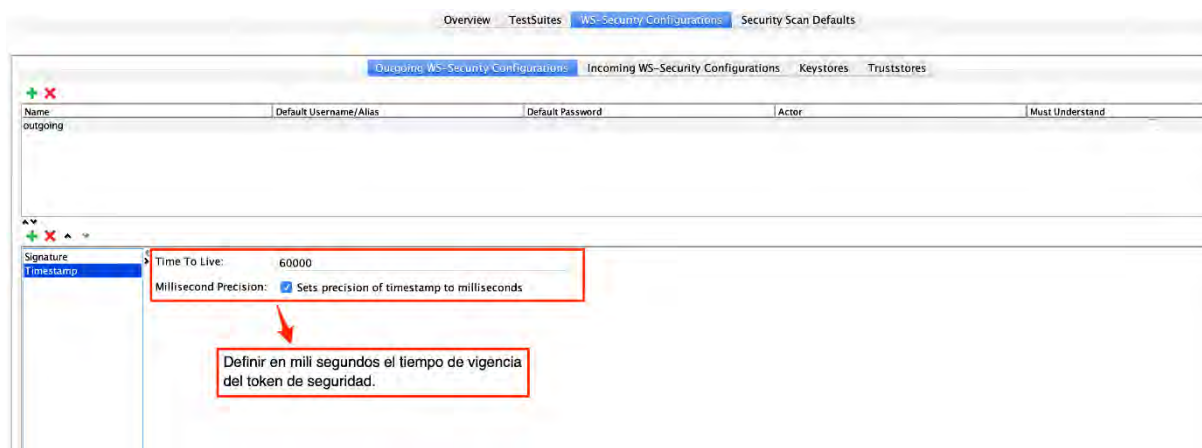 Overview TestSuites WS-Security Configurations Security Scan Defaults
Outgoing WS-Security Configurations Incoming WS-Security Configurations Keystores Truststores
Name Default Username/Alias Default Password Actor Must Understand
outgoing
Signature
Timestamp
Time To Live: 60000
Millisecond Precision: Sets precision of timestamp to milliseconds
Definir en mili segundos el tiempo de vigencia
del token de seguridad.